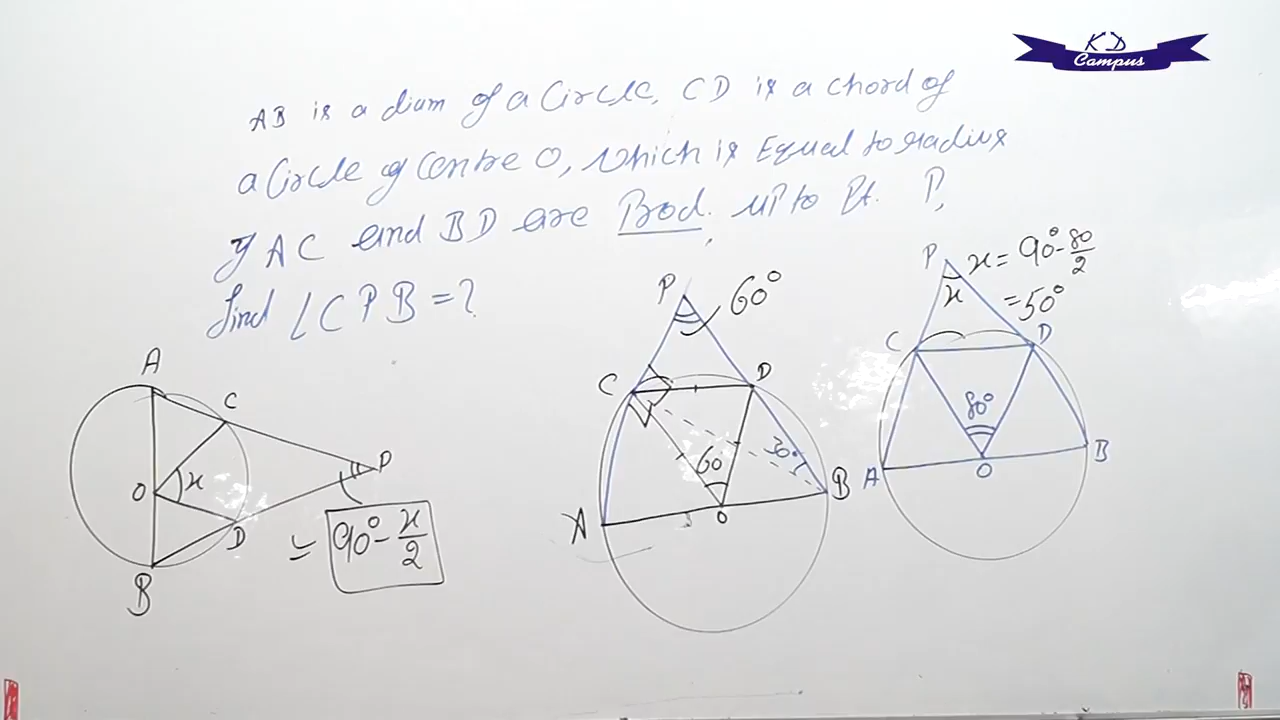 KD
Campus
AB is a diam of a Circle, CD is a chord of
a Circle of Centre O, which is Equal to radius
If AC and BD are Prod. up to Pt. P,
find ∠CPB = ?
A
C
O
x
P
D
B
= 90° - x/2
P
60°
C
D
60
30°
A
O
B
P
x = 90° - 80/2
x
= 50°
C
D
80°
A
O
B